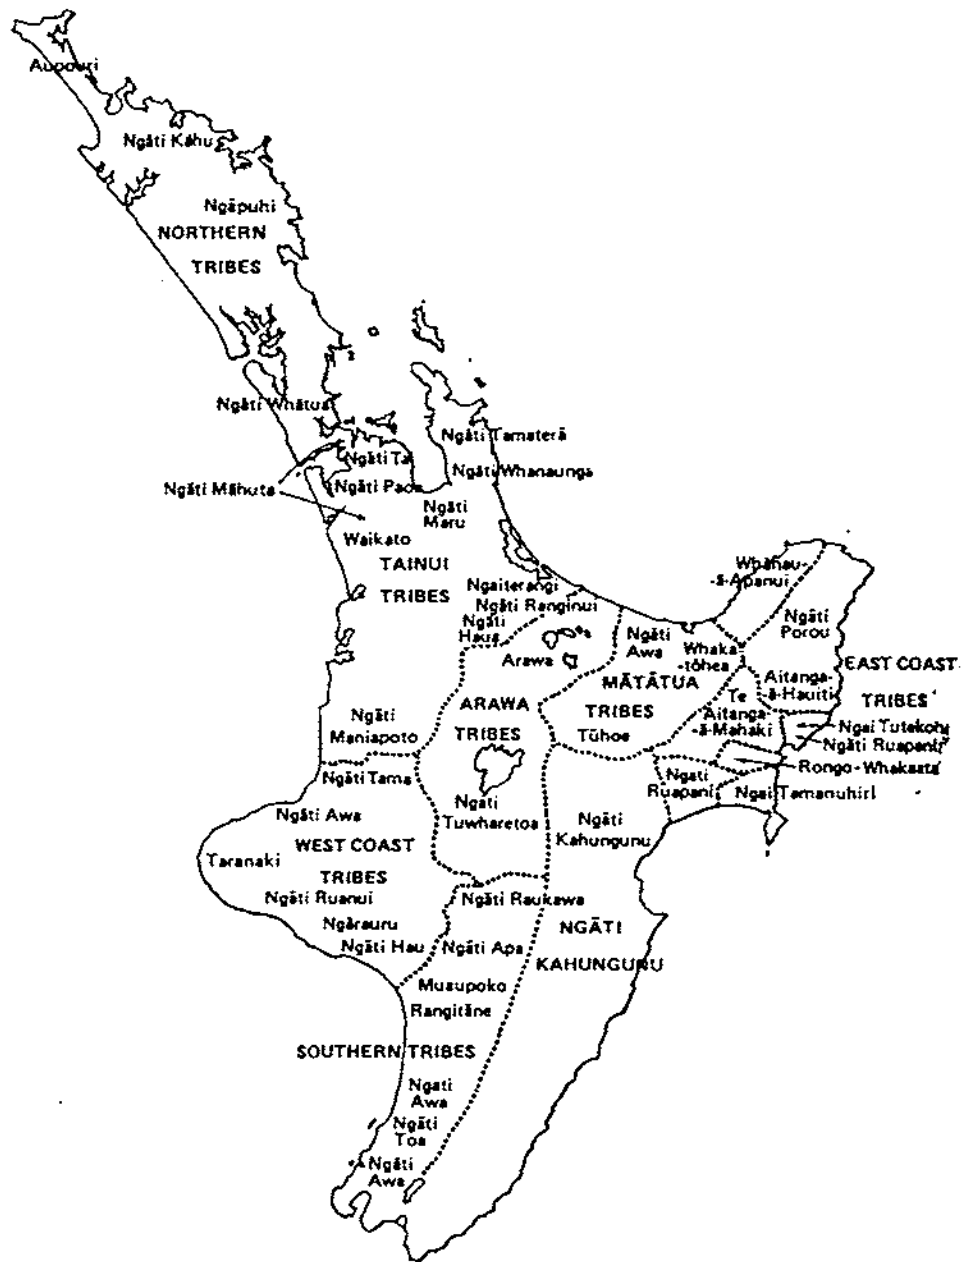 Aupouri
Ngāti Kahu
Ngāpuhi
NORTHERN
TRIBES
Ngāti Whātua
Ngāti Tamaterā
Ngāti Tai
Ngāti Whanaunga
Ngāti Māhuta
Ngāti Paoa
Ngāti
Maru
Waikato
TAINUI
TRIBES
Ngaiterangi
Ngāti Ranginui
Ngāti
Haua
Whānau-
-ā-Apanui
Ngāti
Porou
Ngāti
Awa
Whaka-
-tōhea
Arawa
EAST COAST
TRIBES
Aitanga-
-ā-Hauiti
MĀTĀTUA
TRIBES
Tūhoe
Te
Aitanga-
-ā-Mahaki
ARAWA
TRIBES
Ngai Tutekohi
Ngāti Ruapani
Rongo-Whakaata
Ngāti
Maniapoto
Ngāti Tama
Ngati
Ruapani
Ngai Tamanuhiri
Ngati
Tuwharetoa
Ngāti Awa
Ngāti
Kahungunu
WEST COAST
TRIBES
Taranaki
Ngāti Ruanui
Ngāti Raukawa
Ngārauru
Ngāti Hau
Ngāti Apa
NGĀTI
KAHUNGUNU
Muaupoko
Rangitāne
SOUTHERN TRIBES
Ngati
Awa
Ngāti
Toa
Ngāti
Awa